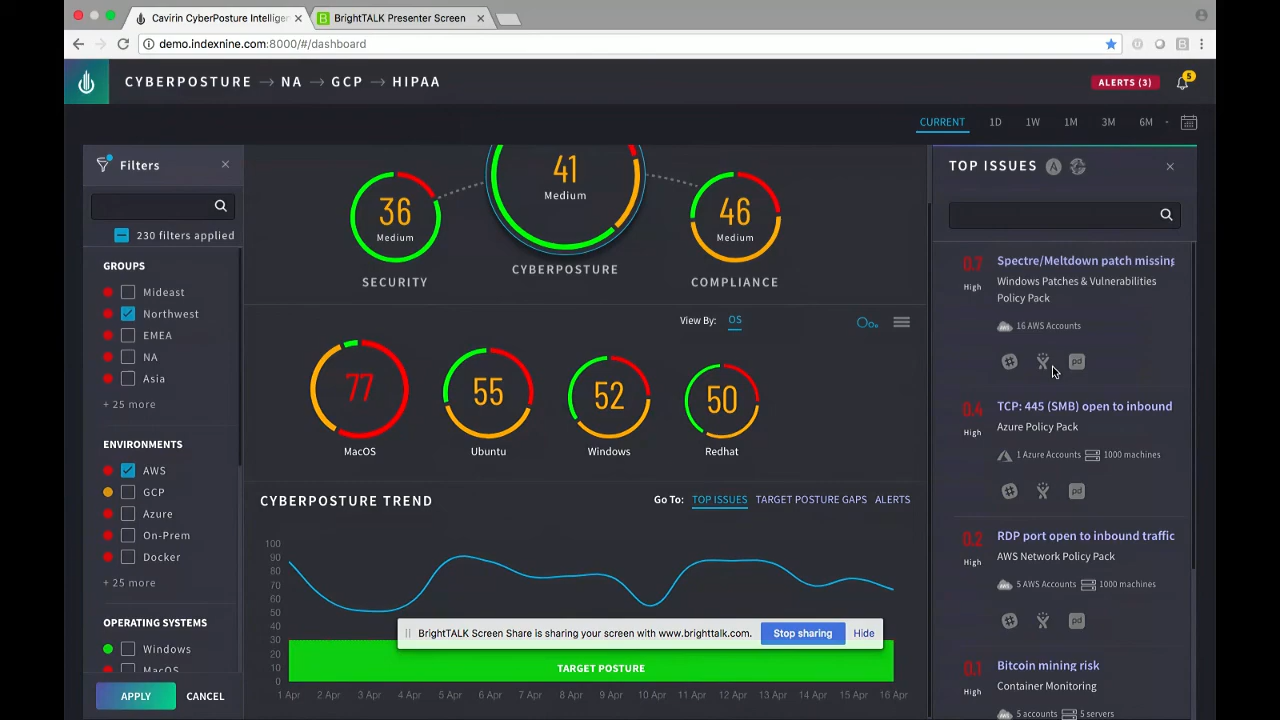 Cavirin CyberPosture Intelligen
BrightTALK Presenter Screen
demo.indexnine.com:8000/#/dashboard
CYBERPOSTURE → NA → GCP → HIPAA
ALERTS (3)
5
CURRENT 1D 1W 1M 3M 6M
Filters
230 filters applied
GROUPS
Mideast
Northwest
EMEA
NA
Asia
+ 25 more
ENVIRONMENTS
AWS
GCP
Azure
On-Prem
Docker
+ 25 more
OPERATING SYSTEMS
Windows
MacOS
APPLY CANCEL
41
Medium
CYBERPOSTURE
36
Medium
SECURITY
46
Medium
COMPLIANCE
View By: OS
77
MacOS
55
Ubuntu
52
Windows
50
Redhat
CYBERPOSTURE TREND
Go To: TOP ISSUES TARGET POSTURE GAPS ALERTS
100
90
80
70
60
50
40
30
20
10
0
TARGET POSTURE
1 Apr 2 Apr 3 Apr 4 Apr 5 Apr 6 Apr 7 Apr 8 Apr 9 Apr 10 Apr 11 Apr 12 Apr 13 Apr 14 Apr 15 Apr 16 Apr
BrightTALK Screen Share is sharing your screen with www.brighttalk.com.
Stop sharing
Hide
TOP ISSUES
0.7
High
Spectre/Meltdown patch missing
Windows Patches & Vulnerabilities
Policy Pack
16 AWS Accounts
pd
0.4
High
TCP: 445 (SMB) open to inbound
Azure Policy Pack
1 Azure Accounts 1000 machines
pd
0.2
High
RDP port open to inbound traffic
AWS Network Policy Pack
5 AWS Accounts 1000 machines
pd
0.1
High
Bitcoin mining risk
Container Monitoring
5 accounts 5 servers